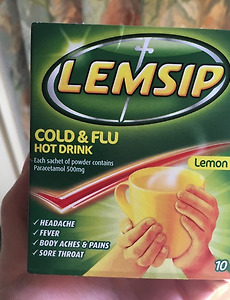 LEMSIP
COLD & FLU
HOT DRINK
Each sachet of powder contains
Paracetamol 500mg
Lemon
✓ HEADACHE
✓ FEVER
✓ BODY ACHES & PAINS
✓ SORE THROAT
10